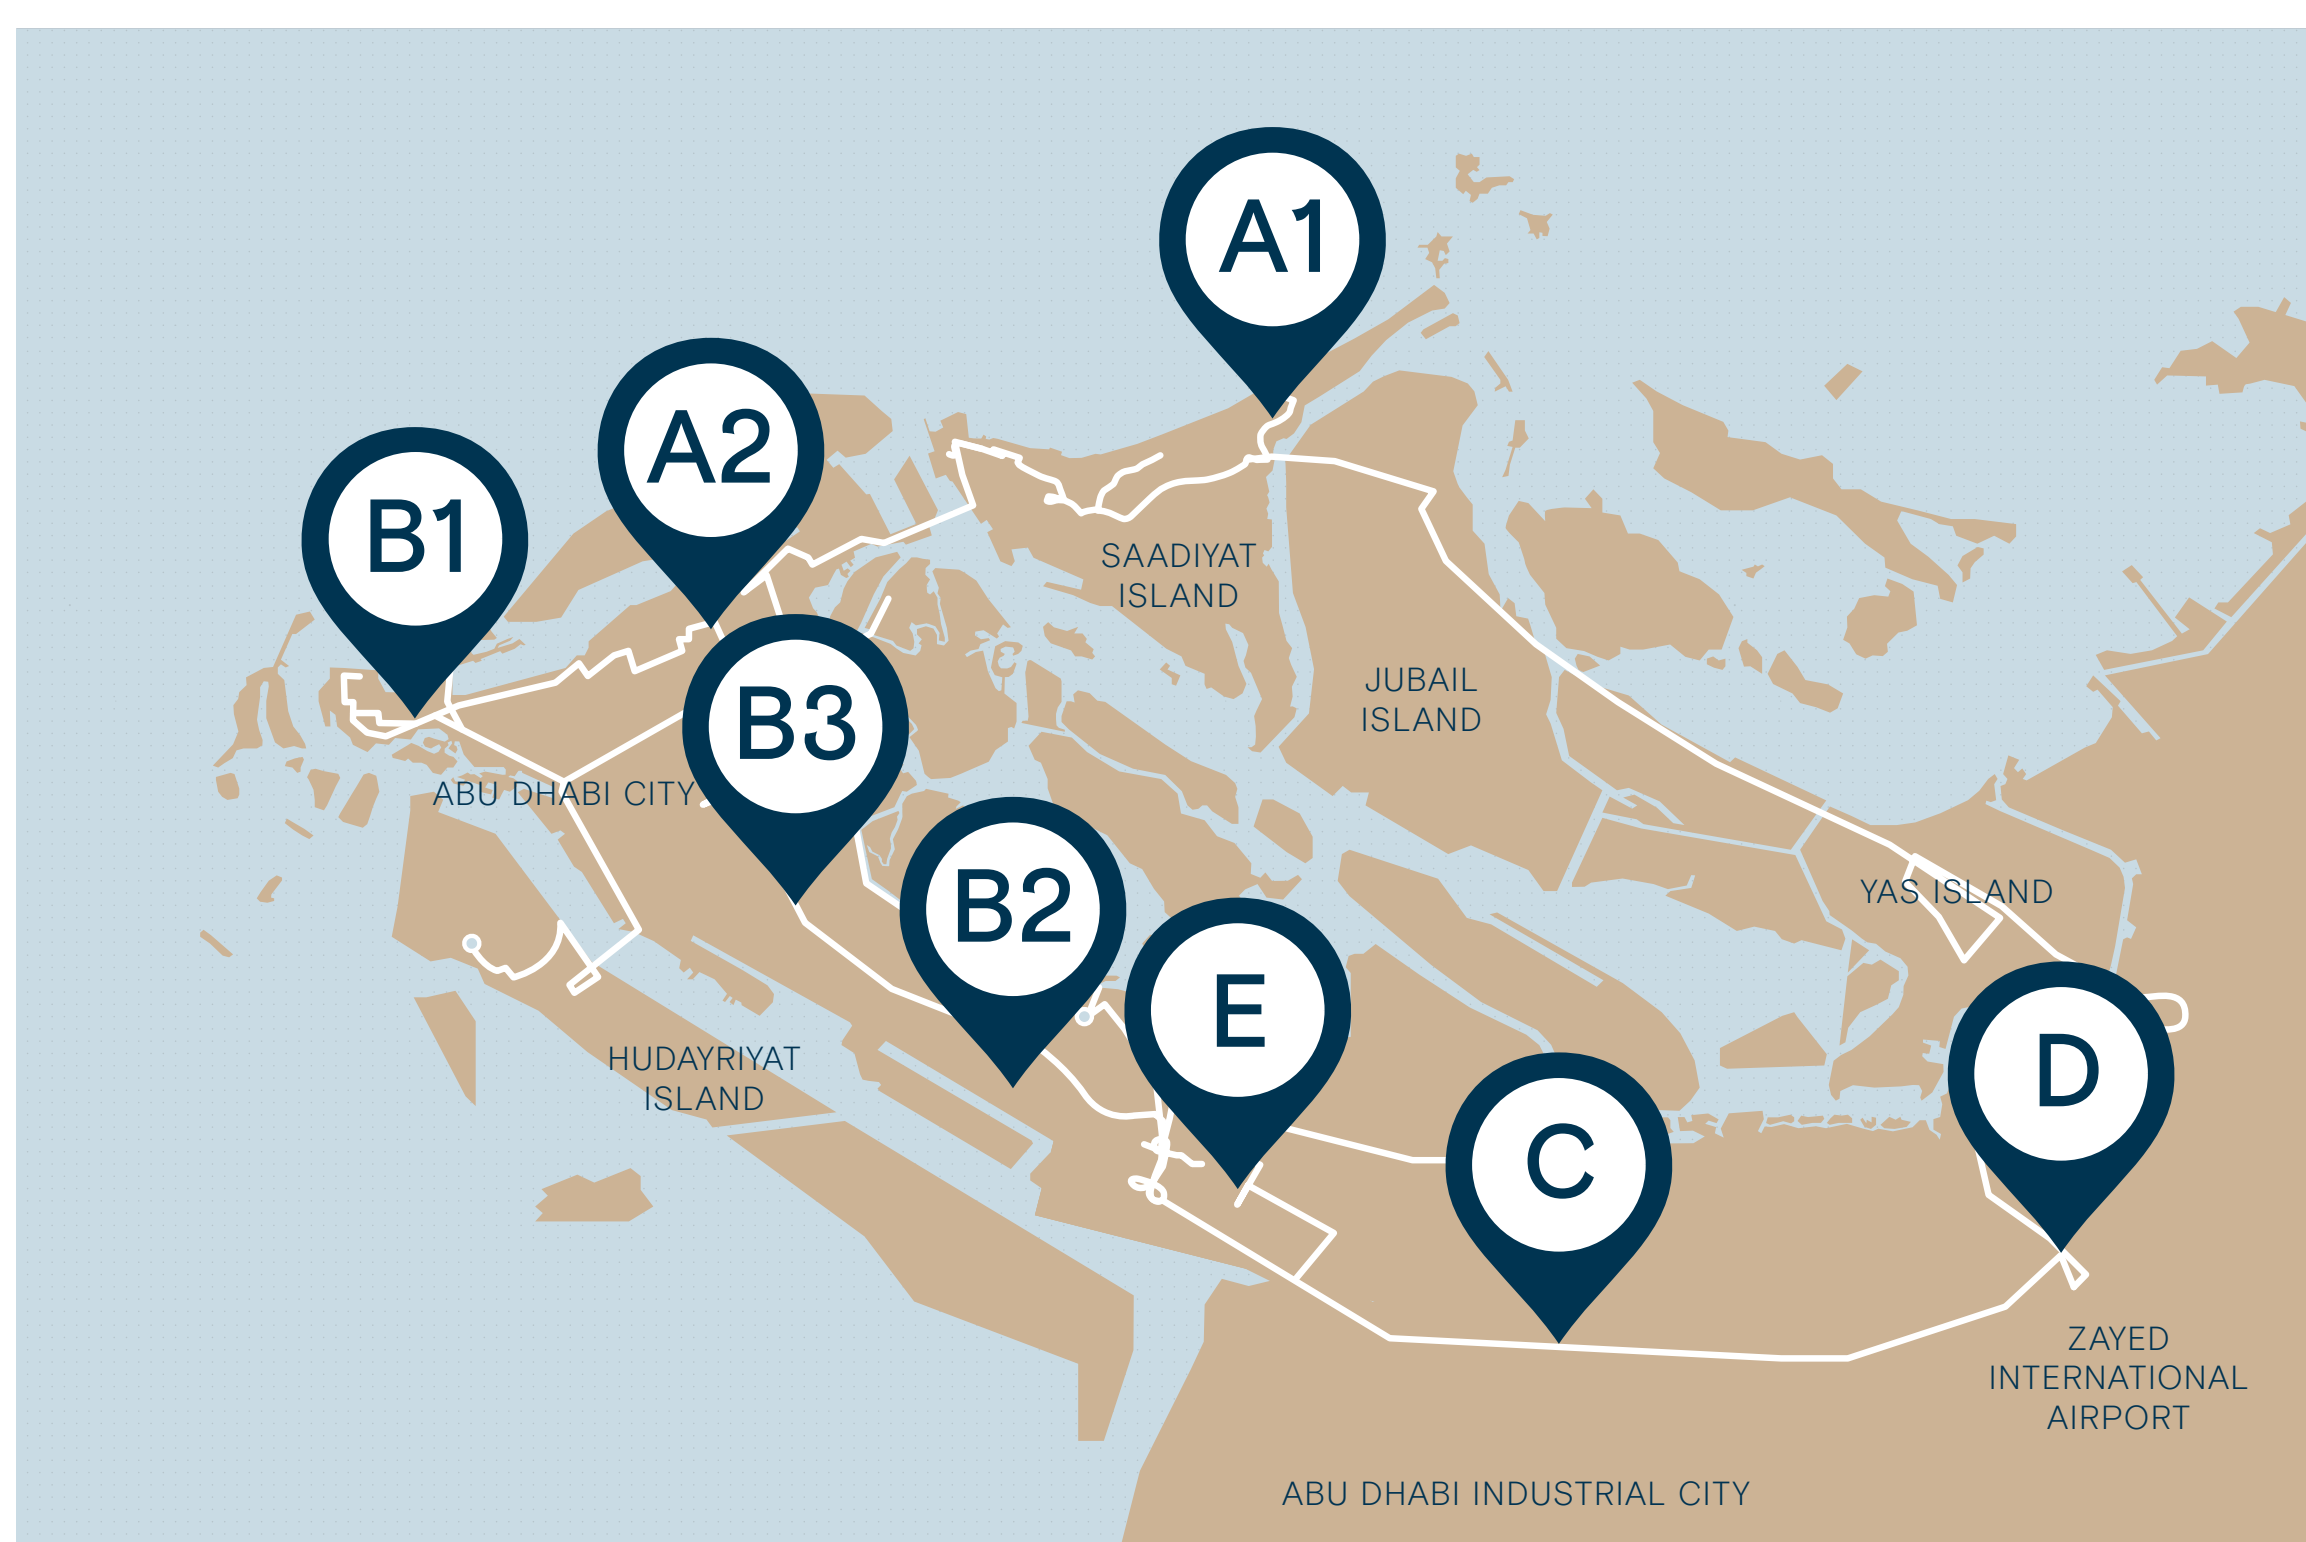 A1
A2
B1
SAADIYAT
ISLAND
JUBAIL
ISLAND
B3
ABU DHABI CITY
B2
YAS ISLAND
E
HUDAYRIYAT
ISLAND
D
C
ZAYED
INTERNATIONAL
AIRPORT
ABU DHABI INDUSTRIAL CITY